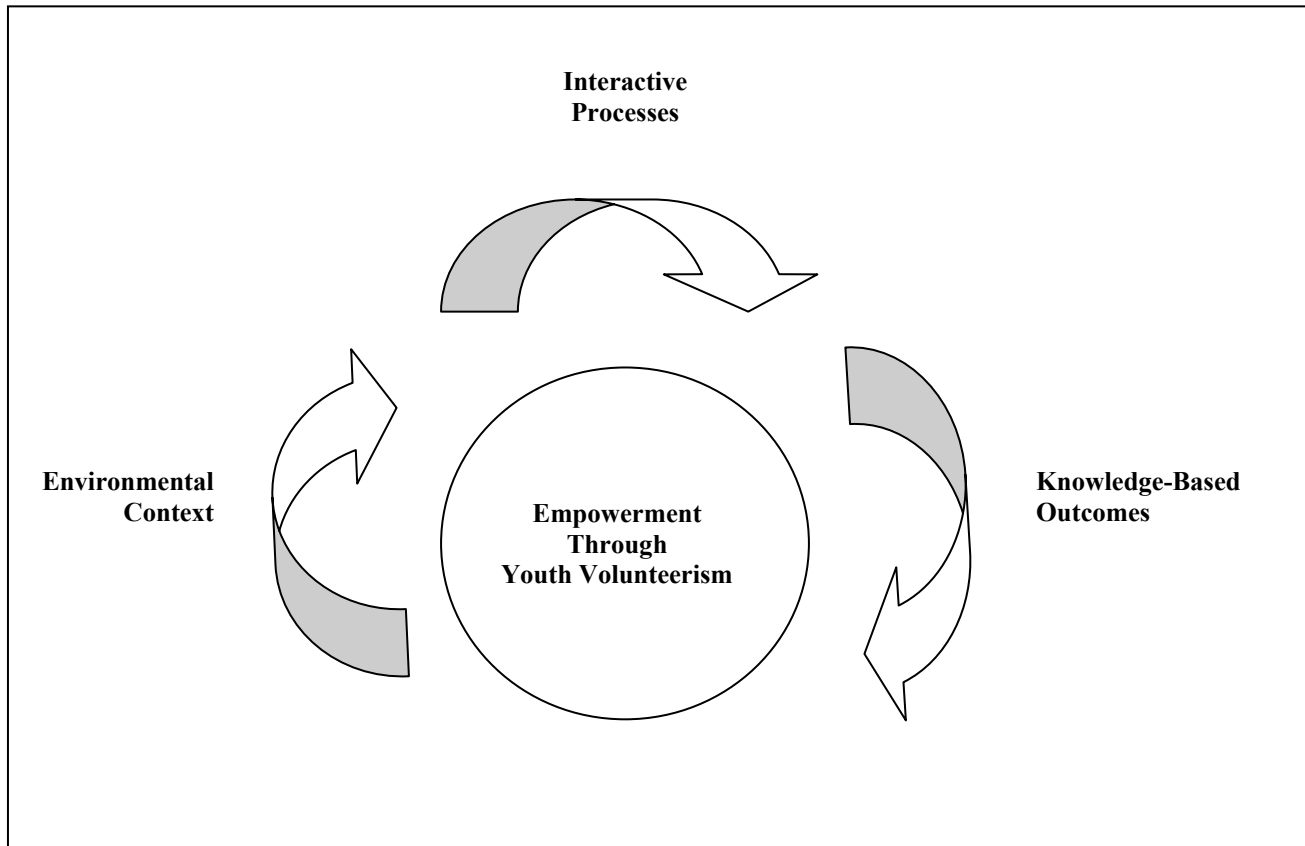 Interactive
Processes
Environmental
Context
Empowerment
Through
Youth Volunteerism
Knowledge-Based
Outcomes